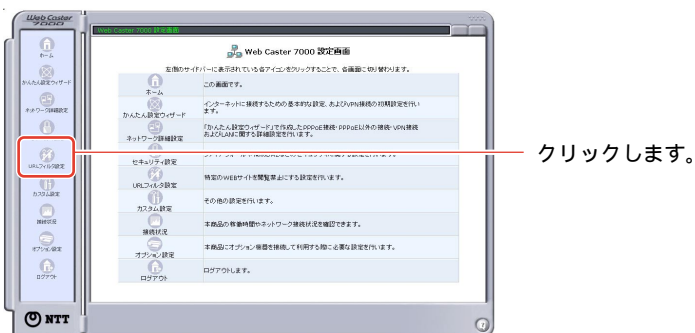 Web Caster
7000
Web Caster 7000 設定画面
ホーム
かんたん設定ウィザード
ネットワーク詳細設定
URLフィルタ設定
カスタム設定
接続状況
オプション設定
ログアウト
NTT
Web Caster 7000 設定画面
左側のサイドバーに表示されている各アイコンをクリックすることで、各画面に切り替わります。
ホーム
この画面です。
かんたん設定ウィザード
インターネットに接続するための基本的な設定、およびVPN接続の初期設定を行い
ます。
ネットワーク詳細設定
「かんたん設定ウィザード」で作成したPPPoE接続・PPPoE以外の接続・VPN接続
およびLANに関する詳細設定を行います。
セキュリティ設定
URLフィルタ設定
特定のWEBサイトを閲覧禁止にする設定を行います。
カスタム設定
その他の設定を行います。
接続状況
本商品の稼働時間やネットワーク接続状況を確認できます。
オプション設定
本商品にオプション機器を接続して利用する際に必要な設定を行います。
ログアウト
ログアウトします。
クリックします。